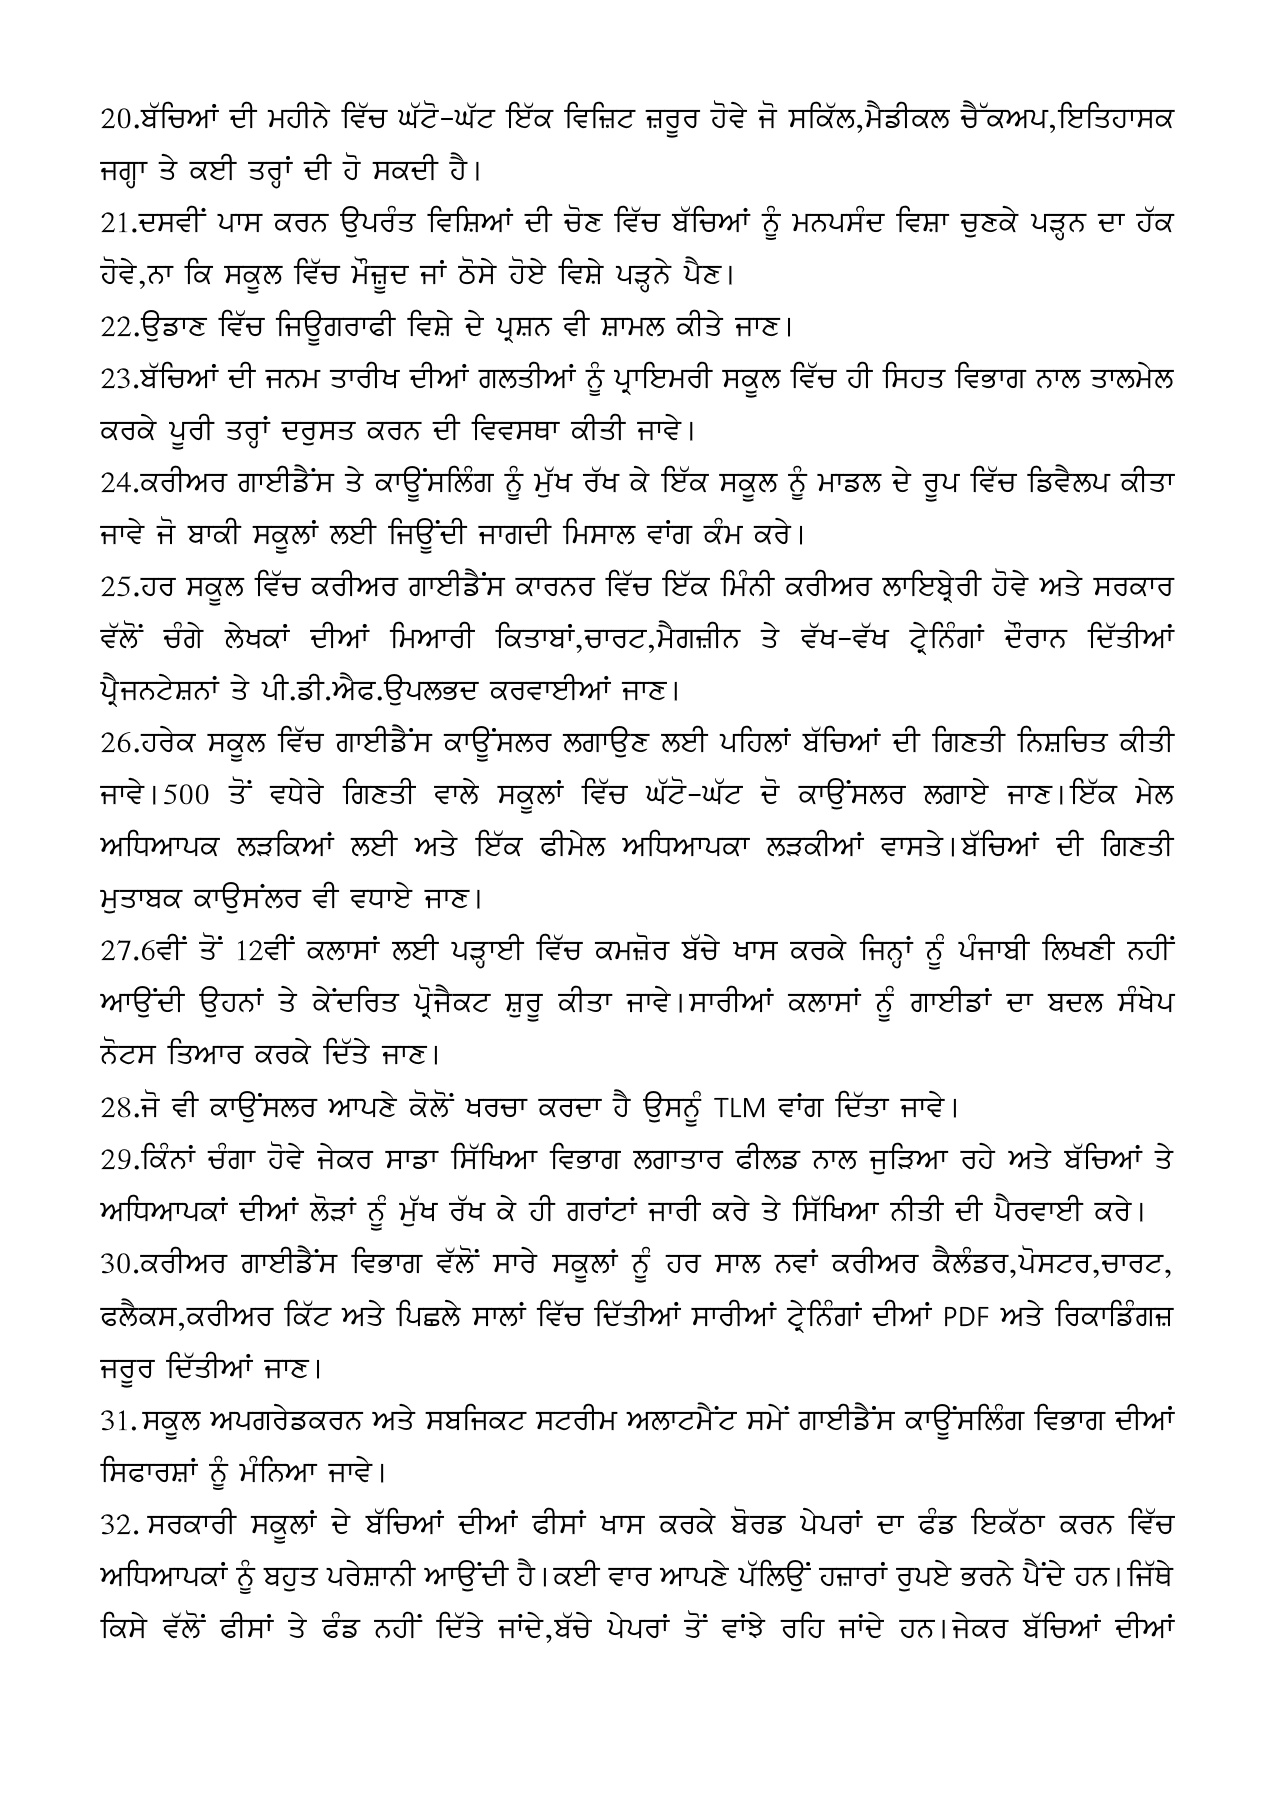 20.ਬੱਚਿਆਂ ਦੀ ਮਹੀਨੇ ਵਿੱਚ ਘੱਟੋ-ਘੱਟ ਇੱਕ ਵਿਜ਼ਿਟ ਜ਼ਰੂਰ ਹੋਵੇ ਜੋ ਸਕਿੱਲ,ਮੈਡੀਕਲ ਚੈੱਕਅਪ,ਇਤਿਹਾਸਕ
ਜਗ੍ਹਾ ਤੇ ਕਈ ਤਰ੍ਹਾਂ ਦੀ ਹੋ ਸਕਦੀ ਹੈ।
21.ਦਸਵੀਂ ਪਾਸ ਕਰਨ ਉਪਰੰਤ ਵਿਸ਼ਿਆਂ ਦੀ ਚੋਣ ਵਿੱਚ ਬੱਚਿਆਂ ਨੂੰ ਮਨਪਸੰਦ ਵਿਸ਼ਾ ਚੁਣਕੇ ਪੜ੍ਹਨ ਦਾ ਹੱਕ
ਹੋਵੇ,ਨਾ ਕਿ ਸਕੂਲ ਵਿੱਚ ਮੌਜ਼ੂਦ ਜਾਂ ਠੋਸੇ ਹੋਏ ਵਿਸ਼ੇ ਪੜ੍ਹਨੇ ਪੈਣ।
22.ਉਡਾਣ ਵਿੱਚ ਜਿਊਗਰਾਫੀ ਵਿਸ਼ੇ ਦੇ ਪ੍ਰਸ਼ਨ ਵੀ ਸ਼ਾਮਲ ਕੀਤੇ ਜਾਣ।
23.ਬੱਚਿਆਂ ਦੀ ਜਨਮ ਤਾਰੀਖ ਦੀਆਂ ਗਲਤੀਆਂ ਨੂੰ ਪ੍ਰਾਇਮਰੀ ਸਕੂਲ ਵਿੱਚ ਹੀ ਸਿਹਤ ਵਿਭਾਗ ਨਾਲ ਤਾਲਮੇਲ
ਕਰਕੇ ਪੂਰੀ ਤਰ੍ਹਾਂ ਦਰੁਸਤ ਕਰਨ ਦੀ ਵਿਵਸਥਾ ਕੀਤੀ ਜਾਵੇ।
24.ਕਰੀਅਰ ਗਾਈਡੈਂਸ ਤੇ ਕਾਊਂਸਲਿੰਗ ਨੂੰ ਮੁੱਖ ਰੱਖ ਕੇ ਇੱਕ ਸਕੂਲ ਨੂੰ ਮਾਡਲ ਦੇ ਰੂਪ ਵਿੱਚ ਡਿਵੈਲਪ ਕੀਤਾ
ਜਾਵੇ ਜੋ ਬਾਕੀ ਸਕੂਲਾਂ ਲਈ ਜਿਊਂਦੀ ਜਾਗਦੀ ਮਿਸਾਲ ਵਾਂਗ ਕੰਮ ਕਰੇ।
25.ਹਰ ਸਕੂਲ ਵਿੱਚ ਕਰੀਅਰ ਗਾਈਡੈਂਸ ਕਾਰਨਰ ਵਿੱਚ ਇੱਕ ਮਿੰਨੀ ਕਰੀਅਰ ਲਾਇਬ੍ਰੇਰੀ ਹੋਵੇ ਅਤੇ ਸਰਕਾਰ
ਵੱਲੋਂ ਚੰਗੇ ਲੇਖਕਾਂ ਦੀਆਂ ਮਿਆਰੀ ਕਿਤਾਬਾਂ,ਚਾਰਟ,ਮੈਗਜ਼ੀਨ ਤੇ ਵੱਖ-ਵੱਖ ਟ੍ਰੇਨਿੰਗਾਂ ਦੌਰਾਨ ਦਿੱਤੀਆਂ
ਪ੍ਰੈਜਨਟੇਸ਼ਨਾਂ ਤੇ ਪੀ.ਡੀ.ਐਫ.ਉਪਲਭਦ ਕਰਵਾਈਆਂ ਜਾਣ।
26.ਹਰੇਕ ਸਕੂਲ ਵਿੱਚ ਗਾਈਡੈਂਸ ਕਾਊਂਸਲਰ ਲਗਾਉਣ ਲਈ ਪਹਿਲਾਂ ਬੱਚਿਆਂ ਦੀ ਗਿਣਤੀ ਨਿਸ਼ਚਿਤ ਕੀਤੀ
ਜਾਵੇ।500 ਤੋਂ ਵਧੇਰੇ ਗਿਣਤੀ ਵਾਲੇ ਸਕੂਲਾਂ ਵਿੱਚ ਘੱਟੋ-ਘੱਟ ਦੋ ਕਾਉਂਸਲਰ ਲਗਾਏ ਜਾਣ।ਇੱਕ ਮੇਲ
ਅਧਿਆਪਕ ਲੜਕਿਆਂ ਲਈ ਅਤੇ ਇੱਕ ਫੀਮੇਲ ਅਧਿਆਪਕਾ ਲੜਕੀਆਂ ਵਾਸਤੇ।ਬੱਚਿਆਂ ਦੀ ਗਿਣਤੀ
ਮੁਤਾਬਕ ਕਾਉਸਂਲਰ ਵੀ ਵਧਾਏ ਜਾਣ।
27.6ਵੀਂ ਤੋਂ 12ਵੀਂ ਕਲਾਸਾਂ ਲਈ ਪੜ੍ਹਾਈ ਵਿੱਚ ਕਮਜ਼ੋਰ ਬੱਚੇ ਖਾਸ ਕਰਕੇ ਜਿਨ੍ਹਾਂ ਨੂੰ ਪੰਜਾਬੀ ਲਿਖਣੀ ਨਹੀਂ
ਆਉਂਦੀ ਉਹਨਾਂ ਤੇ ਕੇਂਦਰਿਤ ਪ੍ਰੋਜੈਕਟ ਸ਼ੁਰੂ ਕੀਤਾ ਜਾਵੇ।ਸਾਰੀਆਂ ਕਲਾਸਾਂ ਨੂੰ ਗਾਈਡਾਂ ਦਾ ਬਦਲ ਸੰਖੇਪ
ਨੋਟਸ ਤਿਆਰ ਕਰਕੇ ਦਿੱਤੇ ਜਾਣ।
28.ਜੋ ਵੀ ਕਾਉਂਸਲਰ ਆਪਣੇ ਕੋਲੋਂ ਖਰਚਾ ਕਰਦਾ ਹੈ ਉਸਨੂੰ TLM ਵਾਂਗ ਦਿੱਤਾ ਜਾਵੇ।
29.ਕਿੰਨਾਂ ਚੰਗਾ ਹੋਵੇ ਜੇਕਰ ਸਾਡਾ ਸਿੱਖਿਆ ਵਿਭਾਗ ਲਗਾਤਾਰ ਫੀਲਡ ਨਾਲ ਜੁੜਿਆ ਰਹੇ ਅਤੇ ਬੱਚਿਆਂ ਤੇ
ਅਧਿਆਪਕਾਂ ਦੀਆਂ ਲੋੜਾਂ ਨੂੰ ਮੁੱਖ ਰੱਖ ਕੇ ਹੀ ਗਰਾਂਟਾਂ ਜਾਰੀ ਕਰੇ ਤੇ ਸਿੱਖਿਆ ਨੀਤੀ ਦੀ ਪੈਰਵਾਈ ਕਰੇ।
30.ਕਰੀਅਰ ਗਾਈਡੈਂਸ ਵਿਭਾਗ ਵੱਲੋਂ ਸਾਰੇ ਸਕੂਲਾਂ ਨੂੰ ਹਰ ਸਾਲ ਨਵਾਂ ਕਰੀਅਰ ਕੈਲੰਡਰ,ਪੋਸਟਰ,ਚਾਰਟ,
ਫਲੈਕਸ,ਕਰੀਅਰ ਕਿੱਟ ਅਤੇ ਪਿਛਲੇ ਸਾਲਾਂ ਵਿੱਚ ਦਿੱਤੀਆਂ ਸਾਰੀਆਂ ਟ੍ਰੇਨਿੰਗਾਂ ਦੀਆਂ PDF ਅਤੇ ਰਿਕਾਡਿੰਗਜ਼
ਜਰੂਰ ਦਿੱਤੀਆਂ ਜਾਣ।
31. ਸਕੂਲ ਅਪਗਰੇਡਕਰਨ ਅਤੇ ਸਬਜਿਕਟ ਸਟਰੀਮ ਅਲਾਟਮੈਂਟ ਸਮੇਂ ਗਾਈਡੈਂਸ ਕਾਊਂਸਲਿੰਗ ਵਿਭਾਗ ਦੀਆਂ
ਸਿਫਾਰਸ਼ਾਂ ਨੂੰ ਮੰਨਿਆ ਜਾਵੇ।
32. ਸਰਕਾਰੀ ਸਕੂਲਾਂ ਦੇ ਬੱਚਿਆਂ ਦੀਆਂ ਫੀਸਾਂ ਖਾਸ ਕਰਕੇ ਬੋਰਡ ਪੇਪਰਾਂ ਦਾ ਫੰਡ ਇਕੱਠਾ ਕਰਨ ਵਿੱਚ
ਅਧਿਆਪਕਾਂ ਨੂੰ ਬਹੁਤ ਪਰੇਸ਼ਾਨੀ ਆਉਂਦੀ ਹੈ।ਕਈ ਵਾਰ ਆਪਣੇ ਪੱਲਿਉਂ ਹਜ਼ਾਰਾਂ ਰੁਪਏ ਭਰਨੇ ਪੈਂਦੇ ਹਨ।ਜਿੱਥੇ
ਕਿਸੇ ਵੱਲੋਂ ਫੀਸਾਂ ਤੇ ਫੰਡ ਨਹੀਂ ਦਿੱਤੇ ਜਾਂਦੇ,ਬੱਚੇ ਪੇਪਰਾਂ ਤੋਂ ਵਾਂਝੇ ਰਹਿ ਜਾਂਦੇ ਹਨ।ਜੇਕਰ ਬੱਚਿਆਂ ਦੀਆਂ